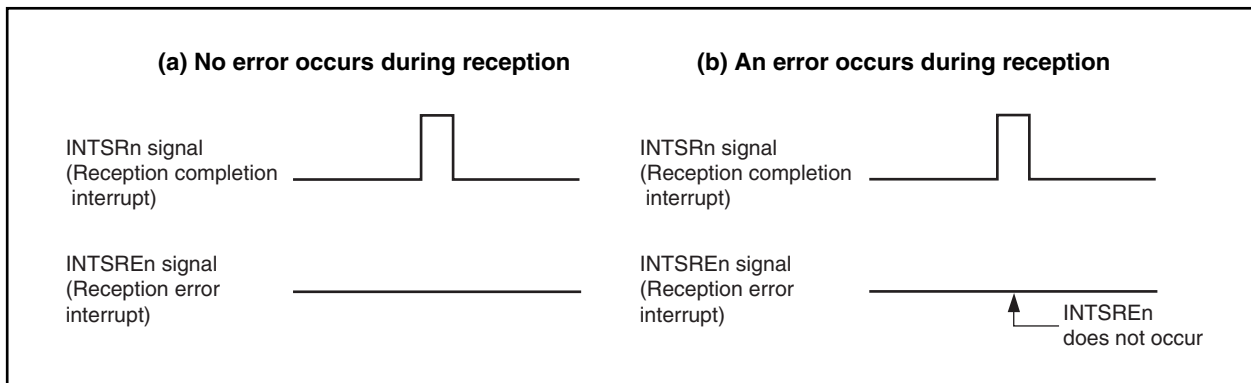 (a) No error occurs during reception
INTSRn signal
(Reception completion
interrupt)
INTSREn signal
(Reception error
interrupt)
(b) An error occurs during reception
INTSRn signal
(Reception completion
interrupt)
INTSREn signal
(Reception error
interrupt)
INTSREn
does not occur